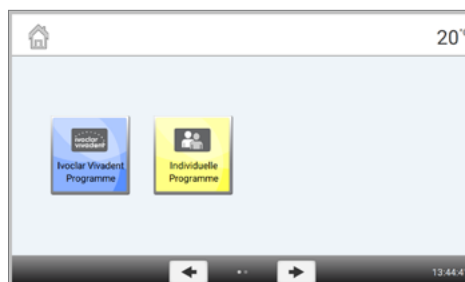 20°
ivoclar
vivadent
Ivoclar Vivadent
Programme
Individuelle
Programme
13:44:4